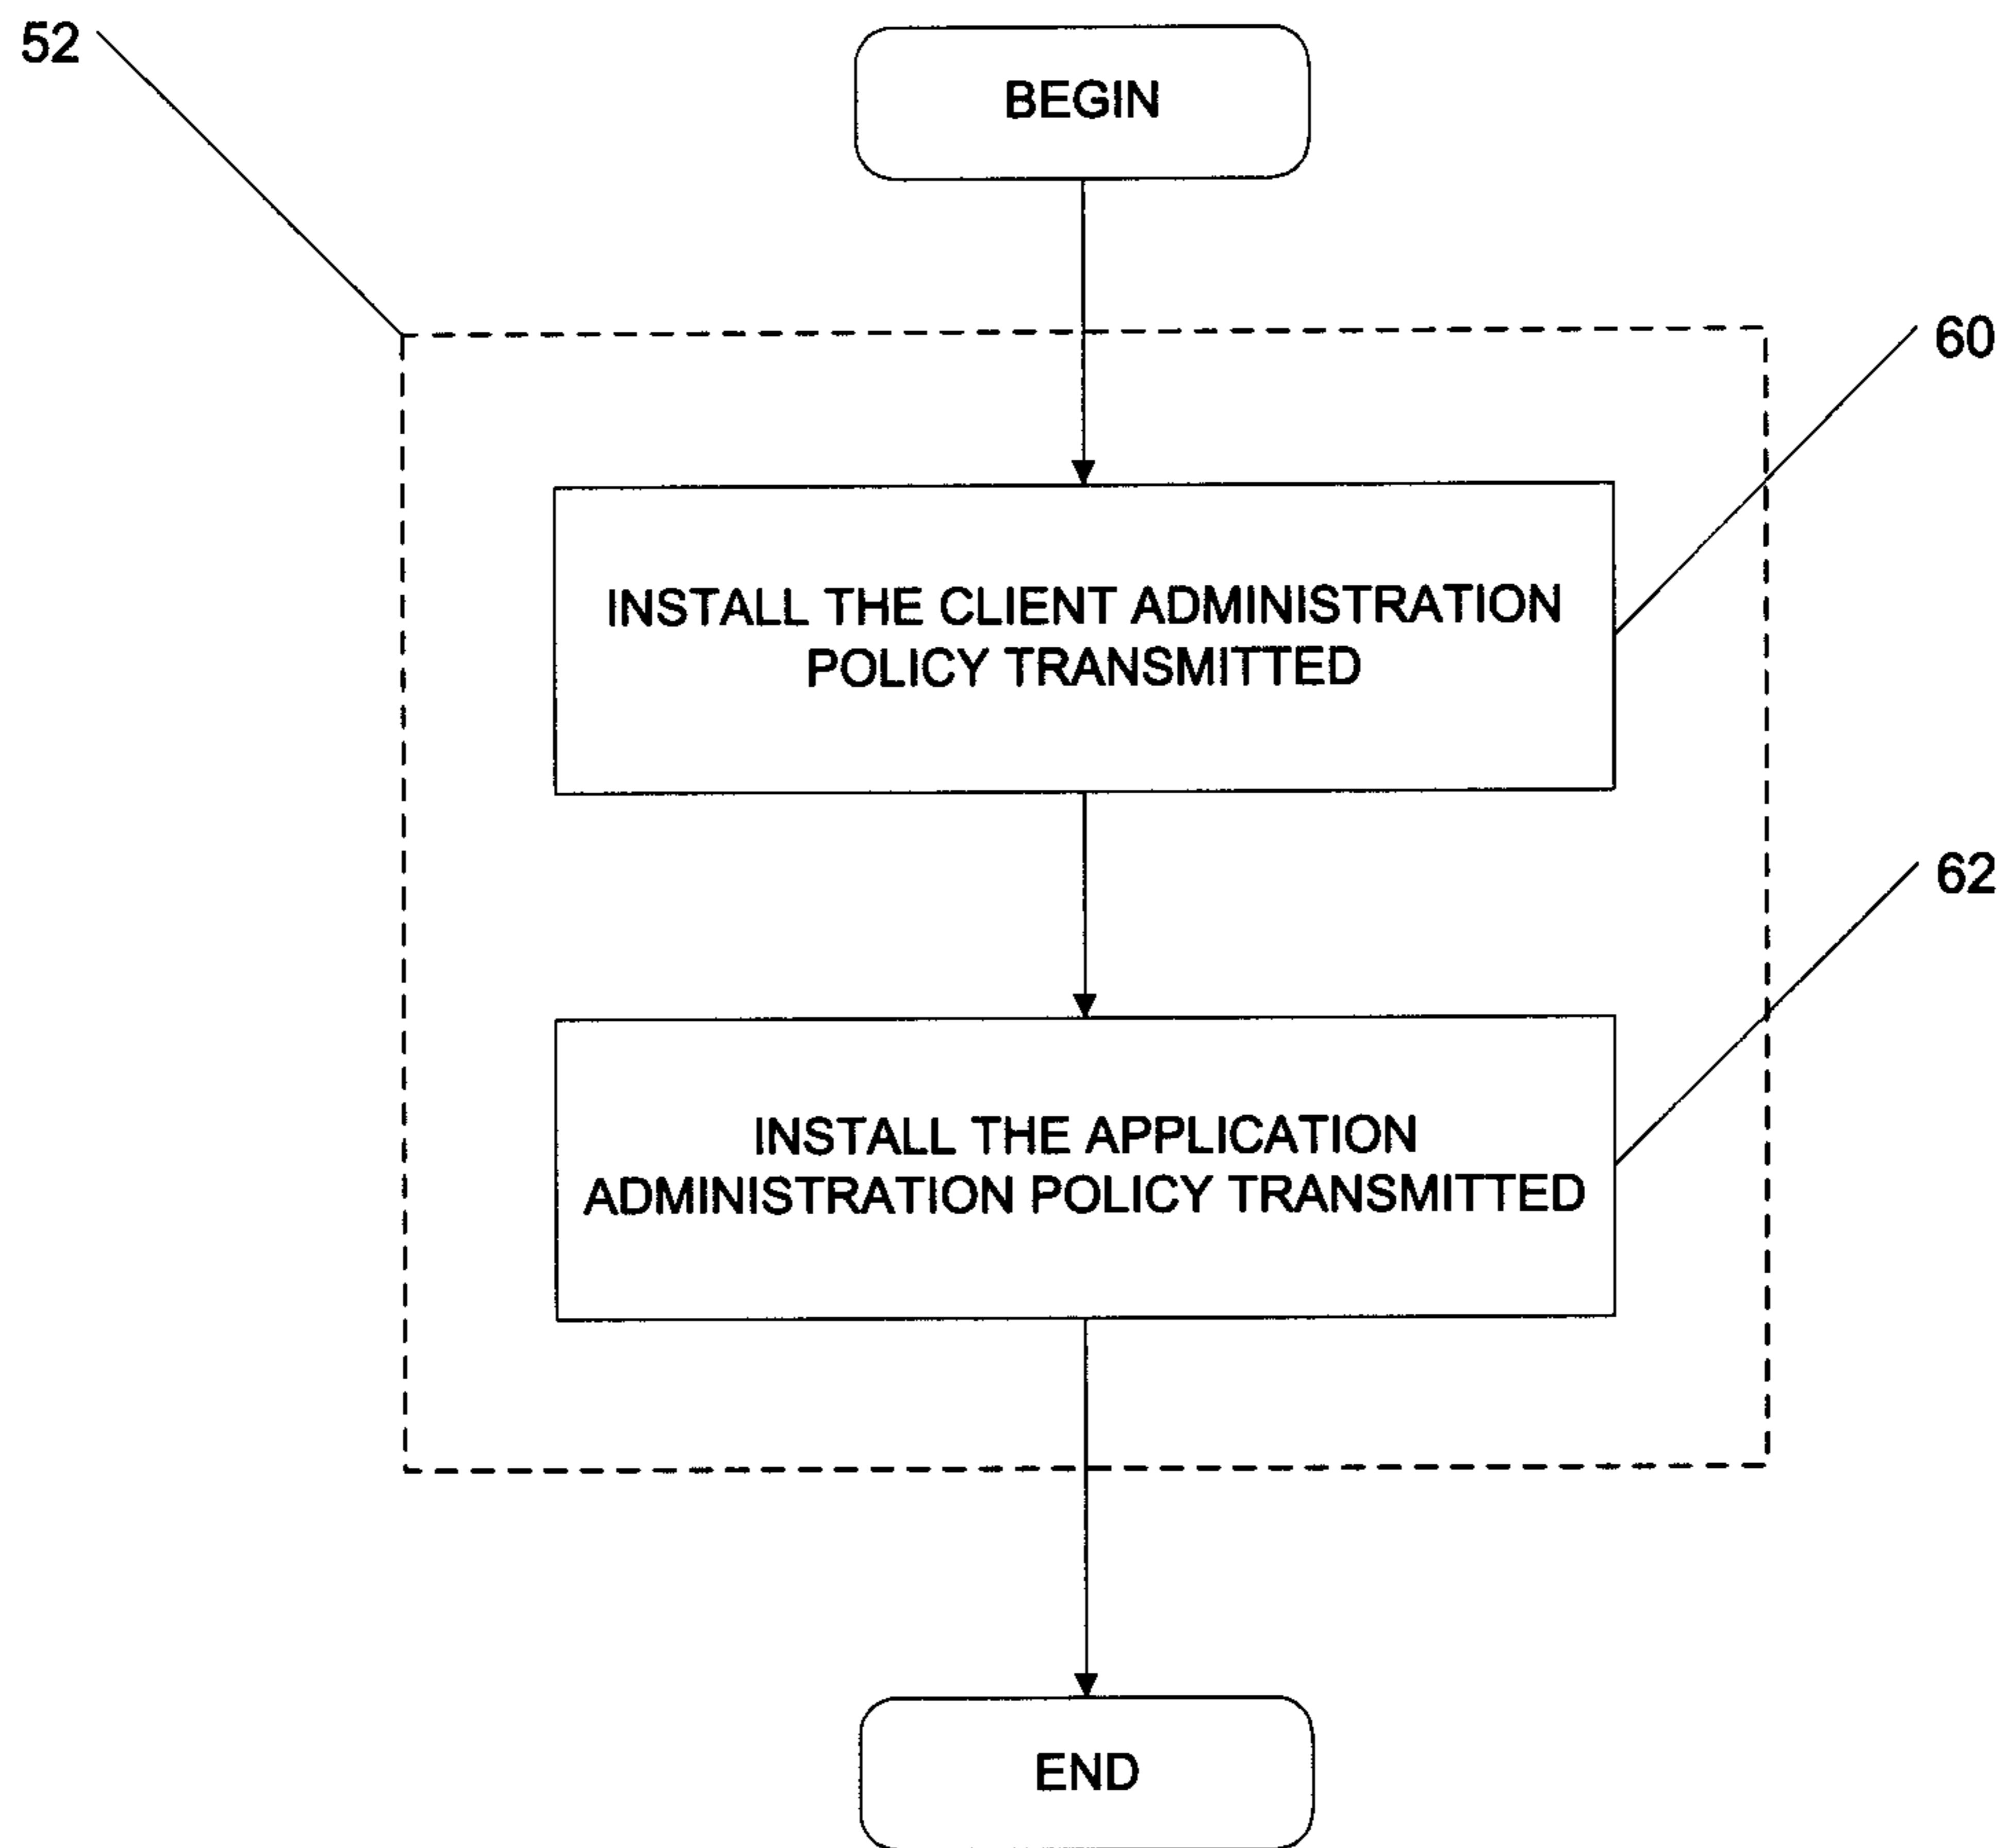 52
BEGIN
60
INSTALL THE CLIENT ADMINISTRATION
POLICY TRANSMITTED
62
INSTALL THE APPLICATION
ADMINISTRATION POLICY TRANSMITTED
END